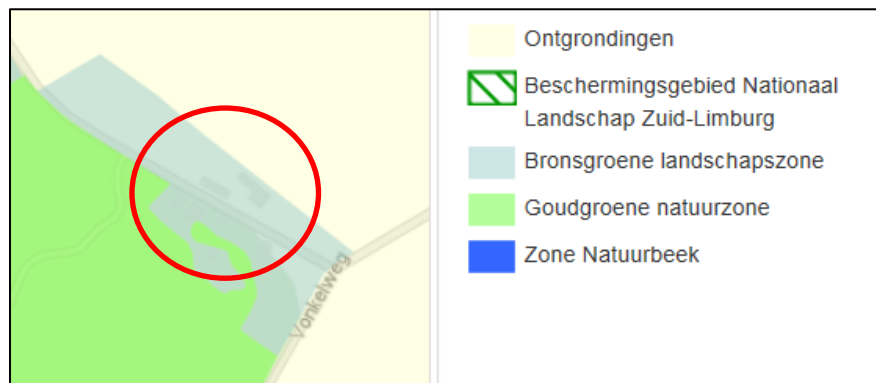 Ontgrondingen
Beschermingsgebied Nationaal
Landschap Zuid-Limburg
Bronsgroene landschapszone
Goudgroene natuurzone
Zone Natuurbeek
Vonkelweg